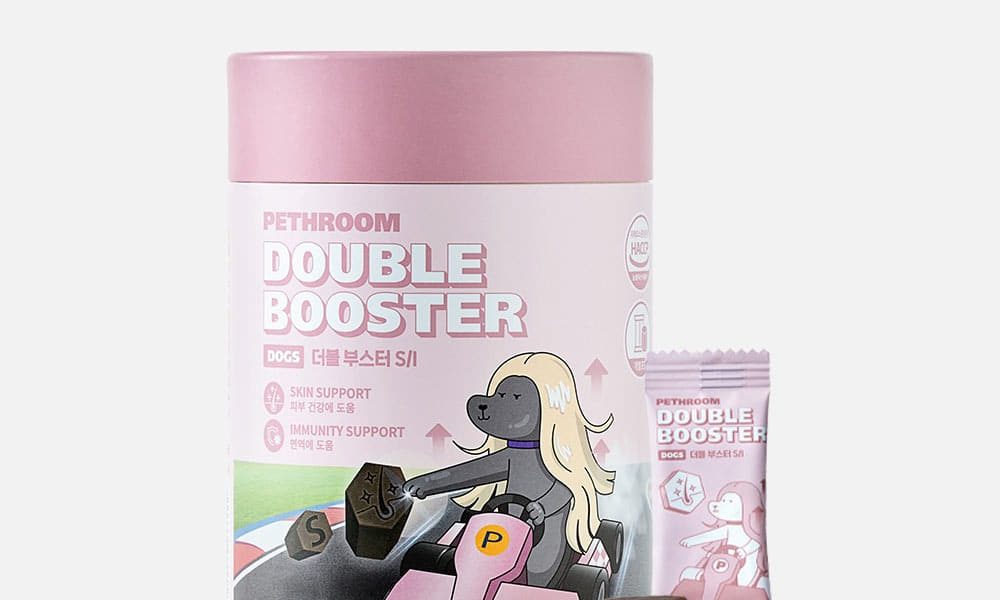 PETHROOM
DOUBLE
BOOSTER
DOGS 더블 부스터 S/I
SKIN SUPPORT
피부 건강에 도움
IMMUNITY SUPPORT
면역에 도움
S
P
HACCP
PETHROOM
DOUBLE
BOOSTER
DOGS 더블 부스터 S/I
P